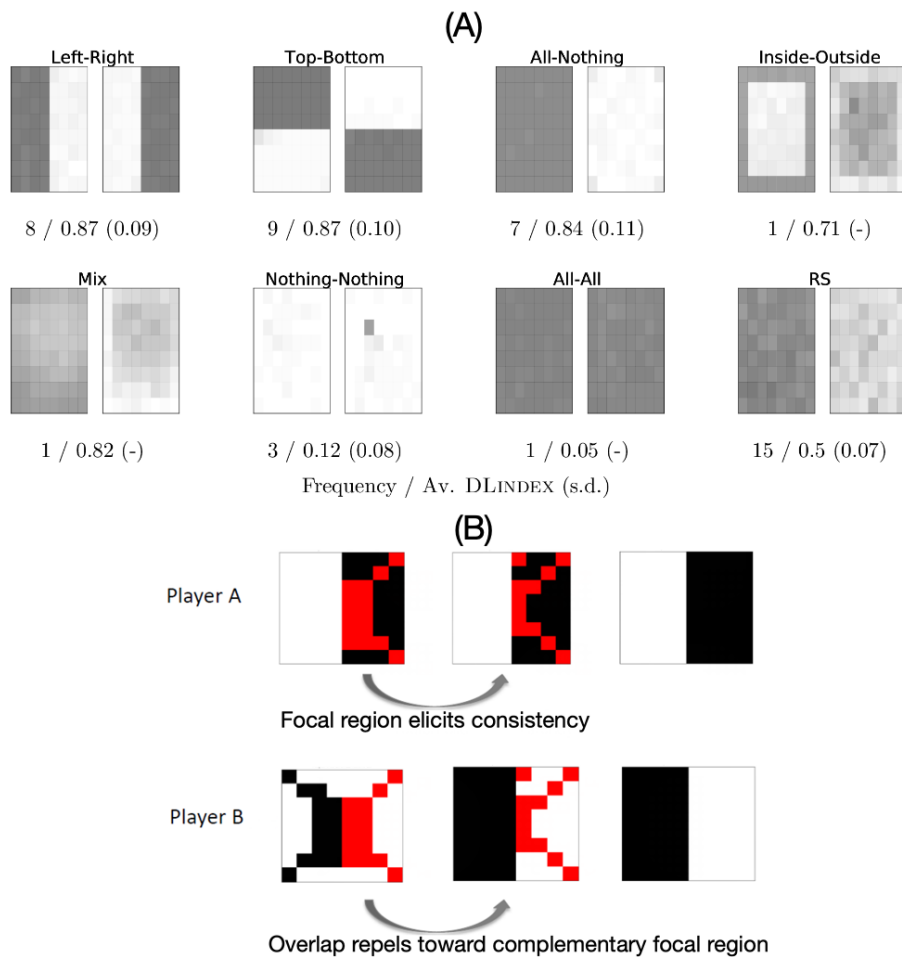 (A)
Left-Right Top-Bottom All-Nothing Inside-Outside
8 / 0.87 (0.09) 9 / 0.87 (0.10) 7 / 0.84 (0.11) 1 / 0.71 (-)
Mix Nothing-Nothing All-All RS
1 / 0.82 (-) 3 / 0.12 (0.08) 1 / 0.05 (-) 15 / 0.5 (0.07)
Frequency / Av. DLINDEX (s.d.)
(B)
Player A
Focal region elicits consistency
Player B
Overlap repels toward complementary focal region